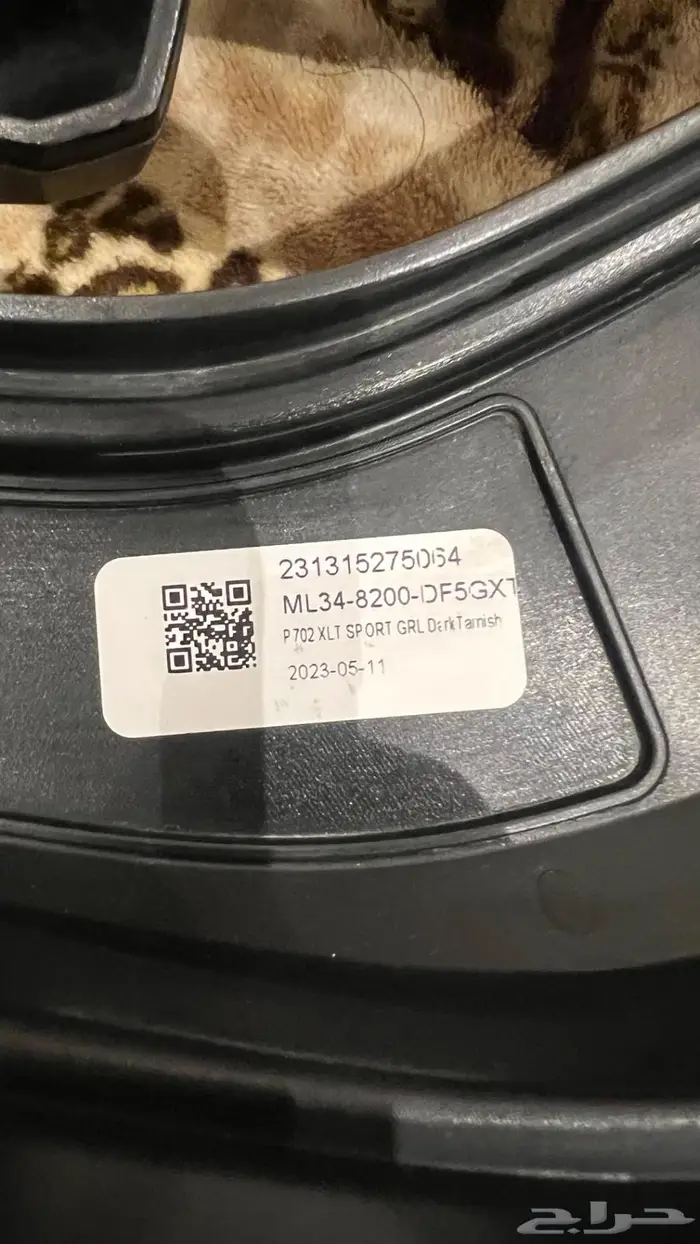 231315275064
ML34-8200-DF5GXT
P702 XLT SPORT GRL DarkTarnish
2023-05-11
حراج